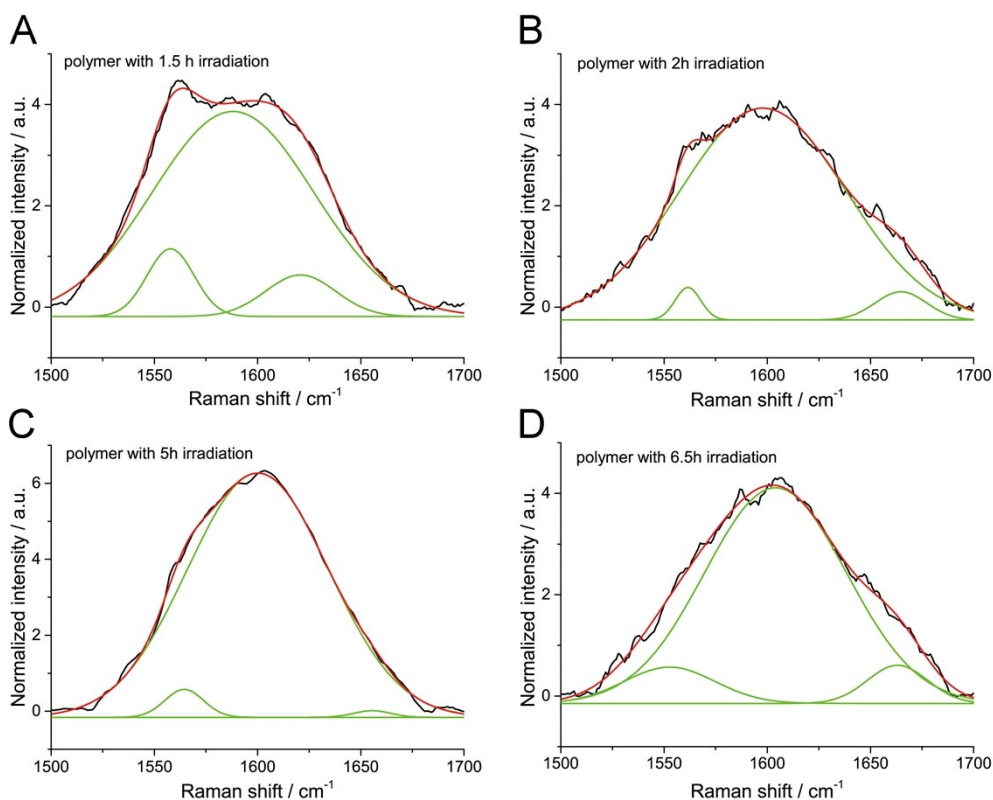 A
polymer with 1.5 h irradiation
4
2
0
Normalized intensity / a.u.
1500 1550 1600 1650 1700
Raman shift / cm⁻¹
B
polymer with 2h irradiation
4
2
0
Normalized intensity / a.u.
1500 1550 1600 1650 1700
Raman shift / cm⁻¹
C
polymer with 5h irradiation
6
4
2
0
Normalized intensity / a.u.
1500 1550 1600 1650 1700
Raman shift / cm⁻¹
D
polymer with 6.5h irradiation
4
2
0
Normalized intensity / a.u.
1500 1550 1600 1650 1700
Raman shift / cm⁻¹